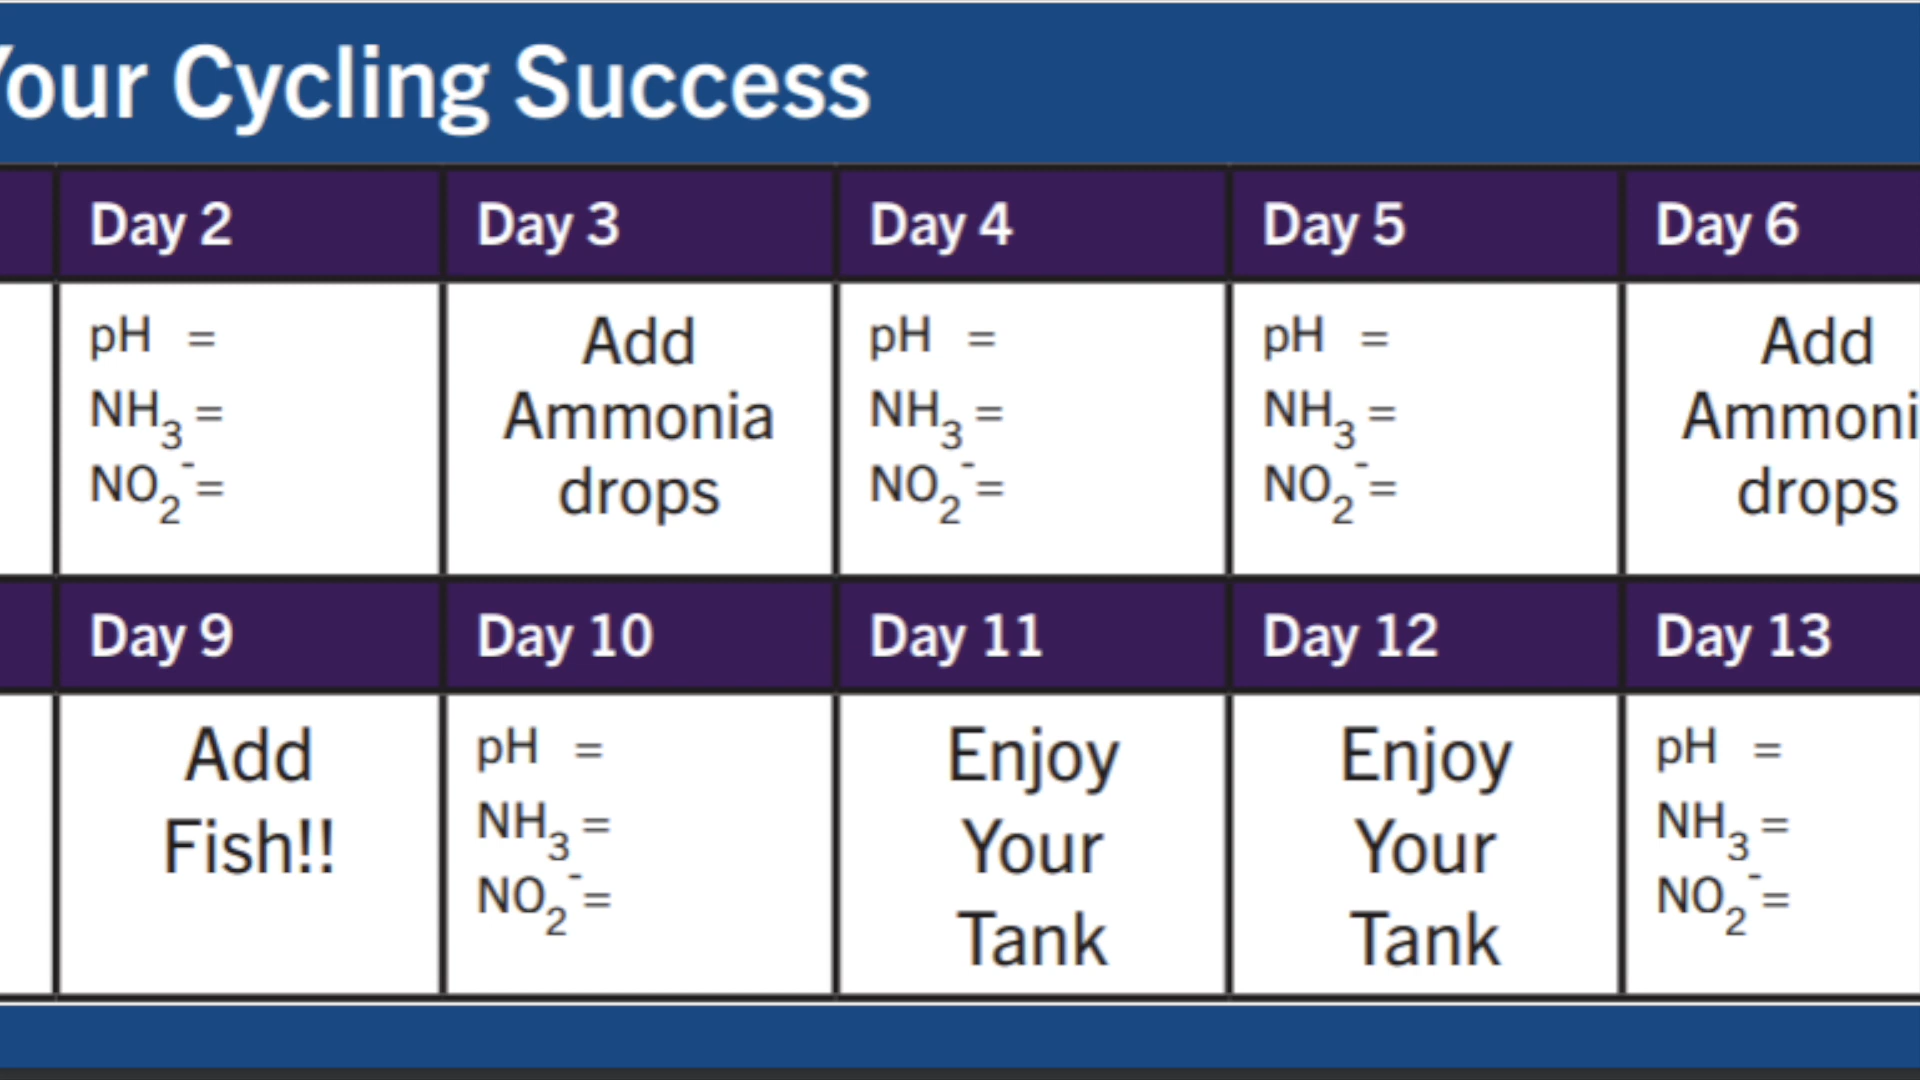 Your Cycling Success
Day 2 Day 3 Day 4 Day 5 Day 6
pH =
NH3 =
NO2- =
Add
Ammonia
drops
pH =
NH3 =
NO2- =
pH =
NH3 =
NO2- =
Add
Ammoni
drops
Day 9 Day 10 Day 11 Day 12 Day 13
Add
Fish!!
pH =
NH3 =
NO2- =
Enjoy
Your
Tank
Enjoy
Your
Tank
pH =
NH3 =
NO2- =